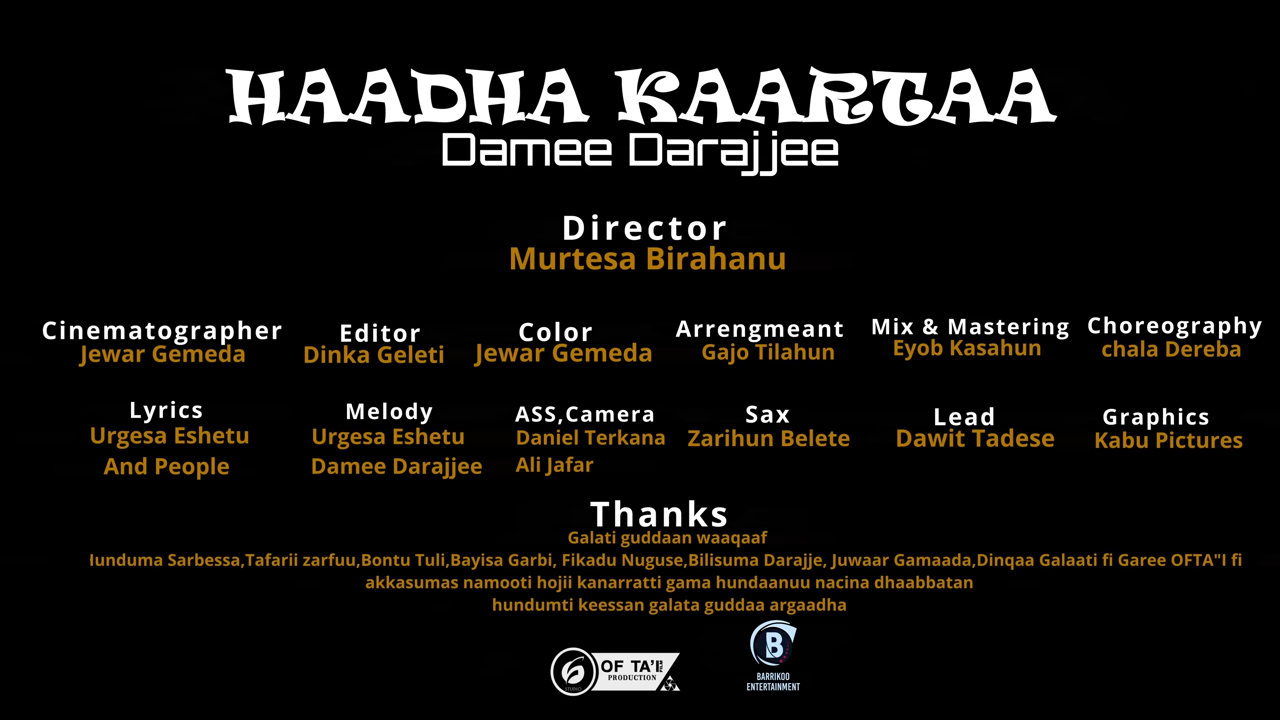 HAADHA KAARTAA
Damee Darajjee
Director
Murtesa Birahanu
Cinematographer
Jewar Gemeda
Editor
Dinka Geleti
Color
Jewar Gemeda
Arrengmeant
Gajo Tilahun
Mix & Mastering
Eyob Kasahun
Choreography
chala Dereba
Lyrics
Urgesa Eshetu
And People
Melody
Urgesa Eshetu
Damee Darajjee
ASS,Camera
Daniel Terkana
Ali Jafar
Sax
Zarihun Belete
Lead
Dawit Tadese
Graphics
Kabu Pictures
Thanks
Galati guddaan waaqaaf
Sarbessa,Tafarii zarfuu,Bontu Tuli,Bayisa Garbi, Fikadu Nuguse,Bilisuma Darajje, Juwaar Gamaada,Dinqaa Galaati fi Garee OFTA"I fi
akkasumas namooti hojii kanarratti gama hundaanuu nacina dhaabbatan
hundumti keessan galata guddaa argaadha
STUDIO
OF TA'I
PRODUCTION
B
BARRIKOO
ENTERTAINMENT